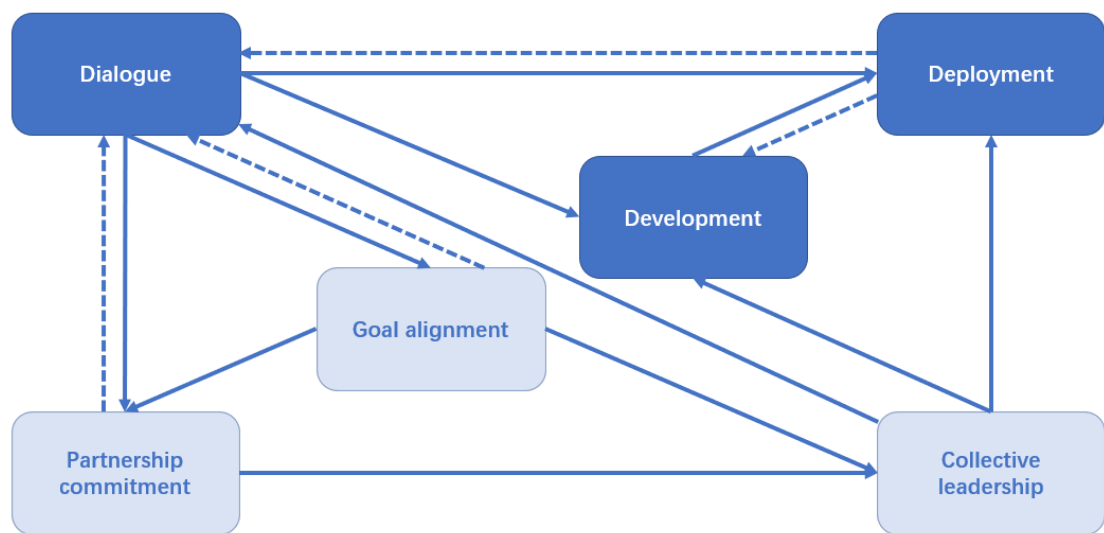 Dialogue
Deployment
Development
Goal alignment
Partnership
commitment
Collective
leadership